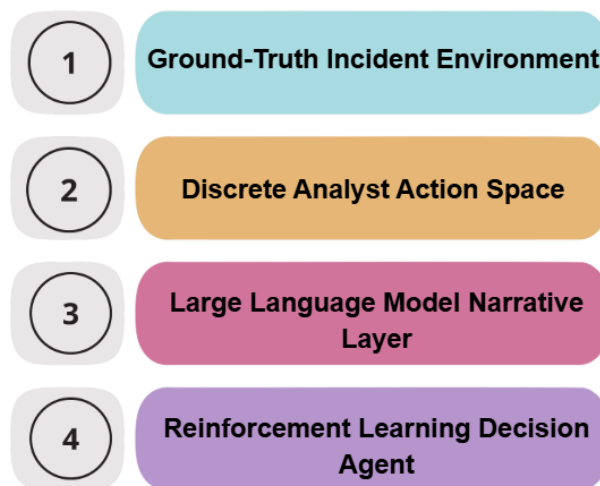 1
Ground-Truth Incident Environment
2
Discrete Analyst Action Space
3
Large Language Model Narrative
Layer
4
Reinforcement Learning Decision
Agent